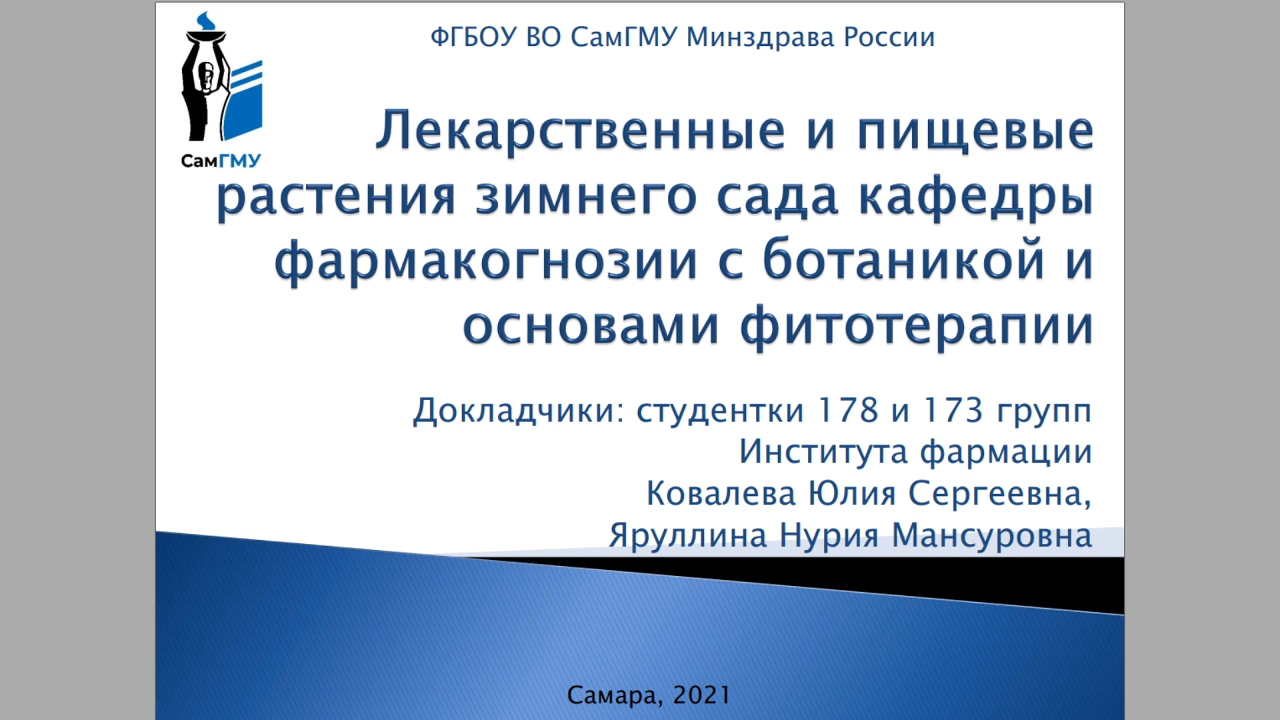 ФГБОУ ВО СамГМУ Минздрава России
СамГМУ
Лекарственные и пищевые
растения зимнего сада кафедры
фармакогнозии с ботаникой и
основами фитотерапии
Докладчики: студентки 178 и 173 групп
Института фармации
Ковалева Юлия Сергеевна,
Яруллина Нурия Мансуровна
Самара, 2021